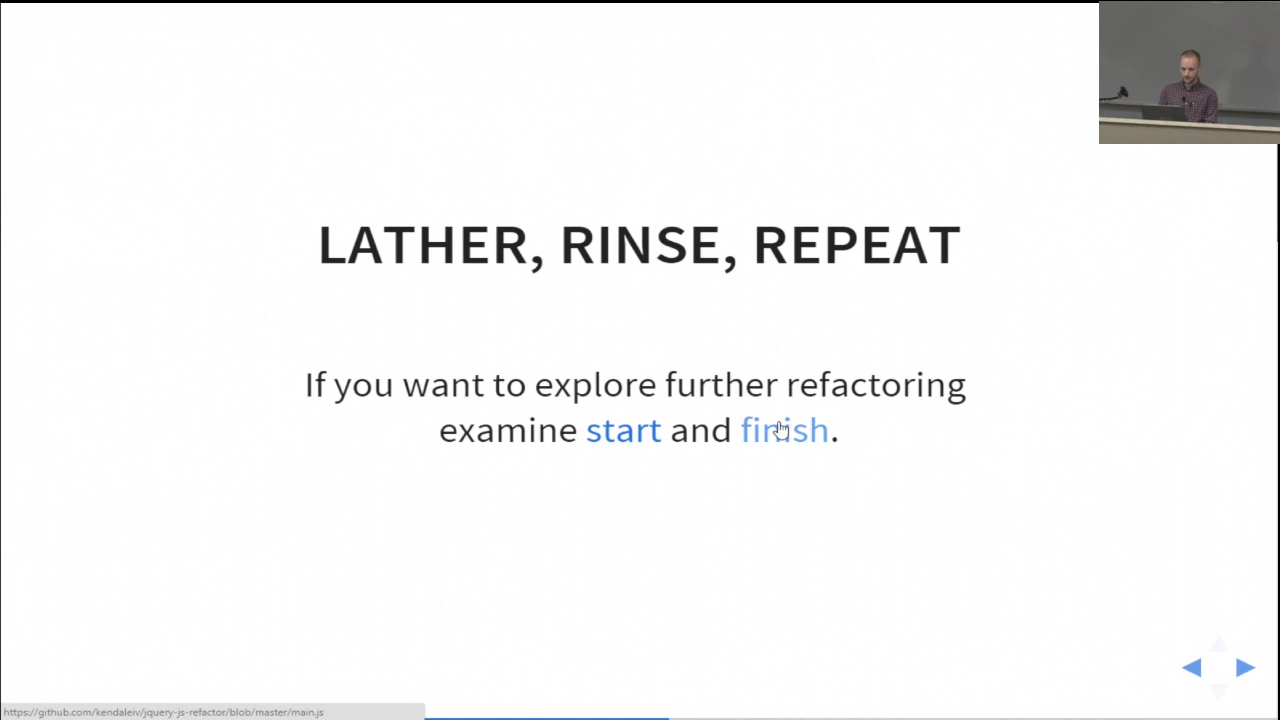 LATHER, RINSE, REPEAT
If you want to explore further refactoring
examine start and finish.
https://github.com/kendaleiv/jquery-js-refactor/blob/master/main.js